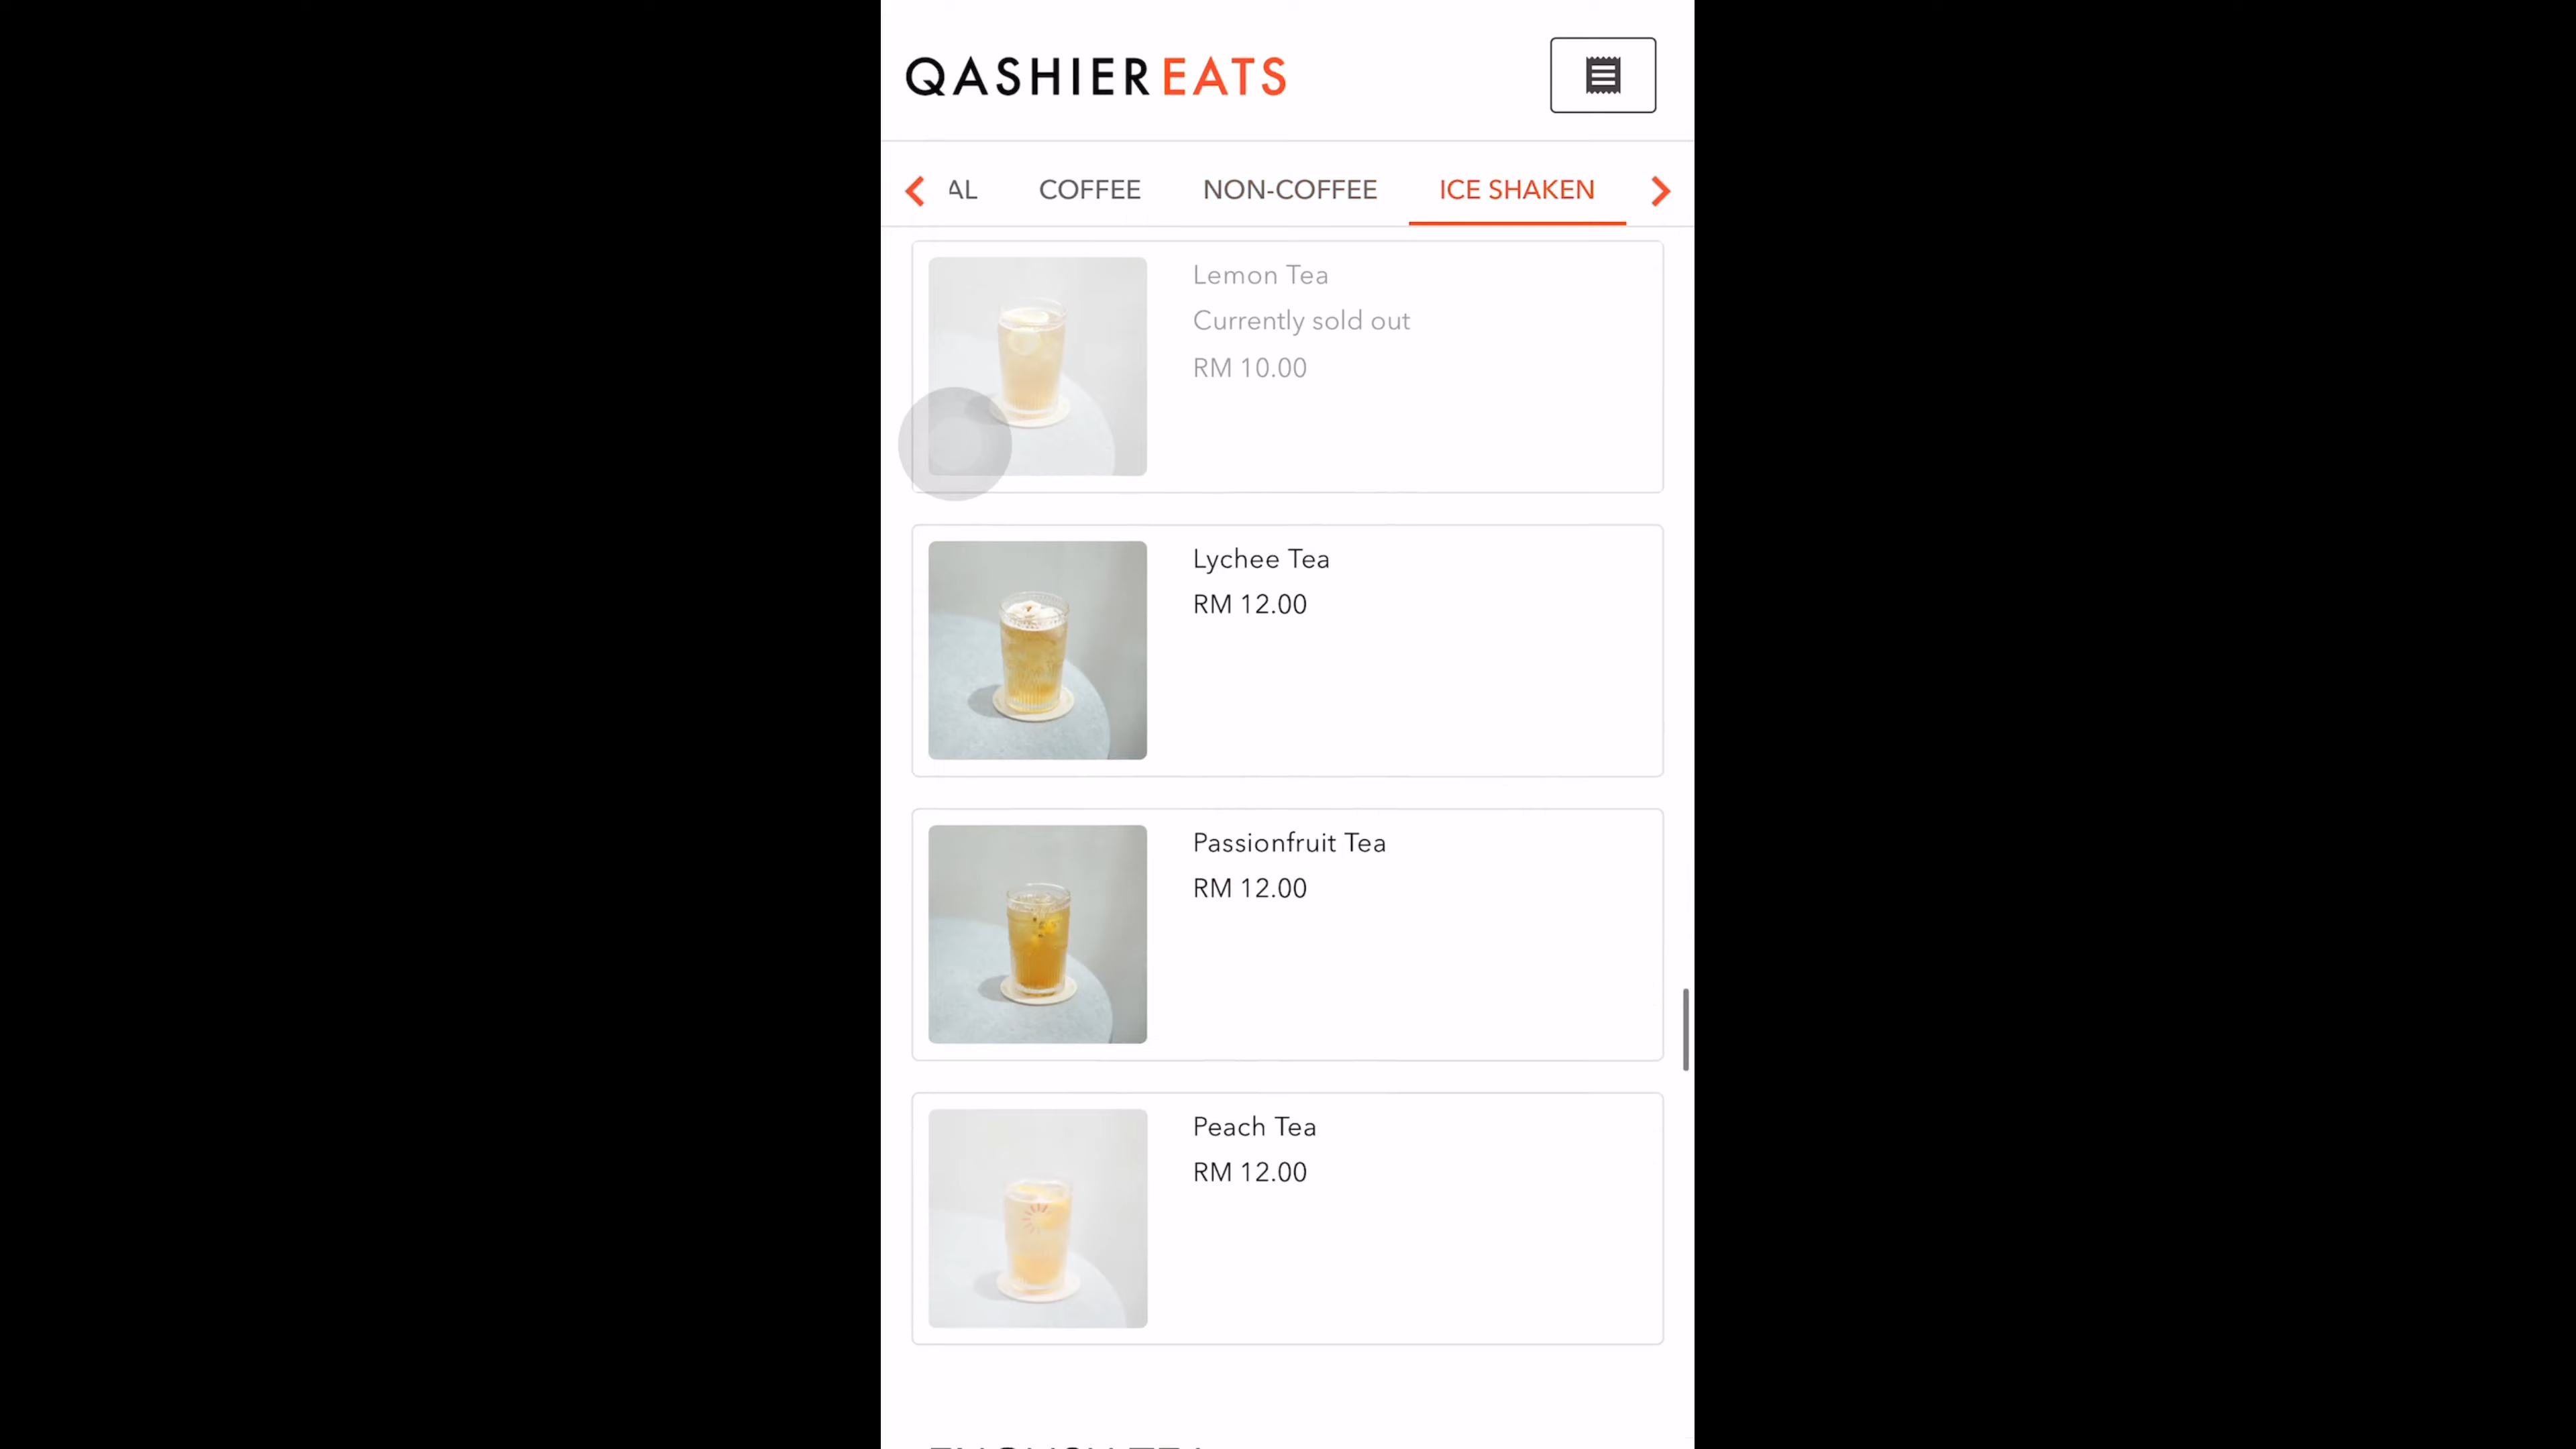 QASHIEREATS
AL COFFEE NON-COFFEE ICE SHAKEN
Lemon Tea
Currently sold out
RM 10.00
Lychee Tea
RM 12.00
Passionfruit Tea
RM 12.00
Peach Tea
RM 12.00